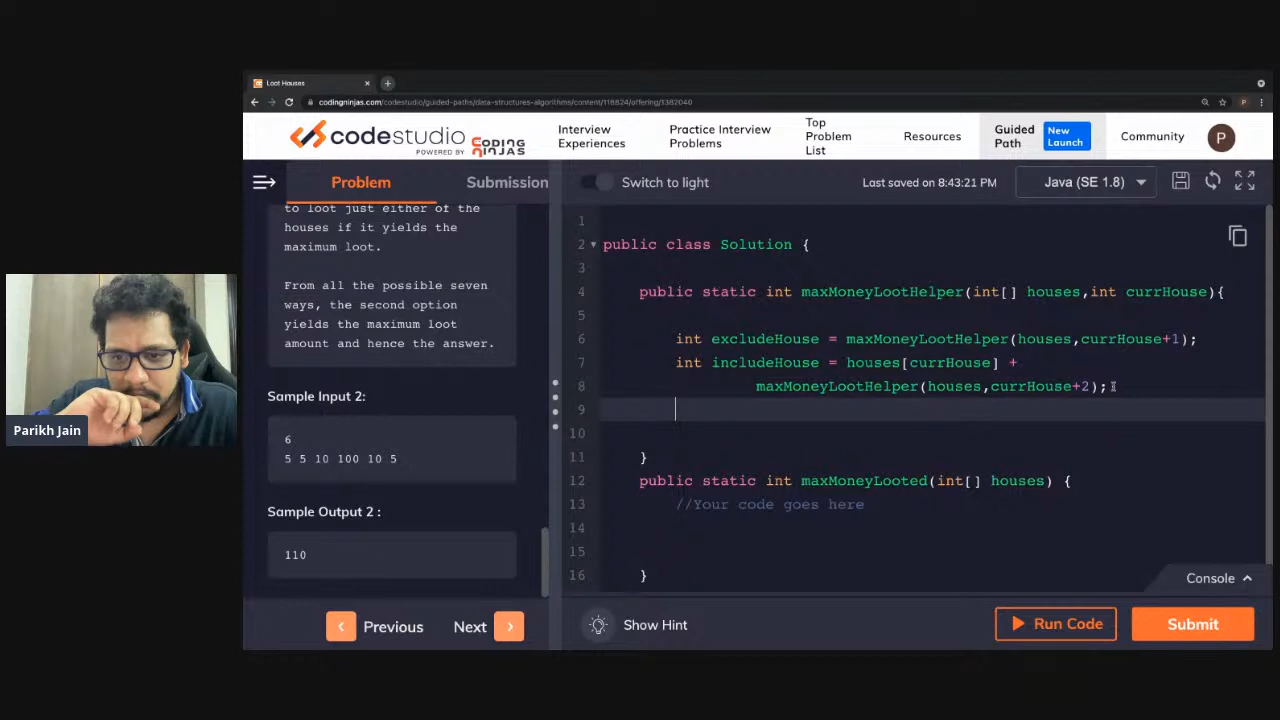 Loot Houses
codingninjas.com/codestudio/guided-paths/data-structures-algorithms/content/118824/offering/1382040
P
codestudio
POWERED BY CODING NINJAS
Interview Experiences
Practice Interview Problems
Top Problem List
Resources
Guided Path
New Launch
Community
P
Problem
Submission
Switch to light
Last saved on 8:43:21 PM
Java (SE 1.8)
to loot just either of the
houses if it yields the
maximum loot.
From all the possible seven
ways, the second option
yields the maximum loot
amount and hence the answer.
Sample Input 2:
6
5 5 10 100 10 5
Sample Output 2 :
110
Previous
Next
1
2 public class Solution {
3
4 public static int maxMoneyLootHelper(int[] houses,int currHouse){
5
6 int excludeHouse = maxMoneyLootHelper(houses,currHouse+1);
7 int includeHouse = houses[currHouse] +
8 maxMoneyLootHelper(houses,currHouse+2);
9
10
11 }
12 public static int maxMoneyLooted(int[] houses) {
13 //Your code goes here
14
15
16 }
Console
Show Hint
Run Code
Submit
Parikh Jain